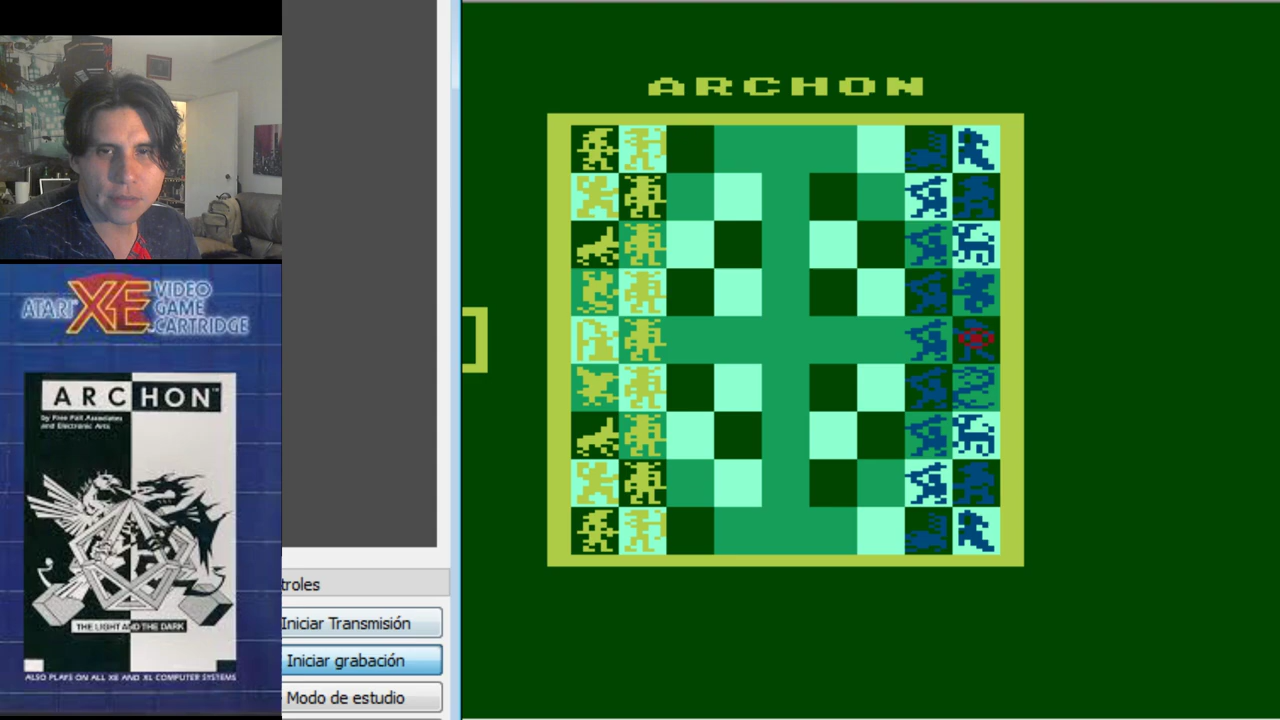 ARCHON
ATARI XE VIDEO
GAME
CARTRIDGE
ARCHON™
by Free Fall Associates
and Electronic Arts
THE LIGHT AND THE DARK
ALSO PLAYS ON ALL XE AND XL COMPUTER SYSTEMS
troles
Iniciar Transmisión
Iniciar grabación
Modo de estudio